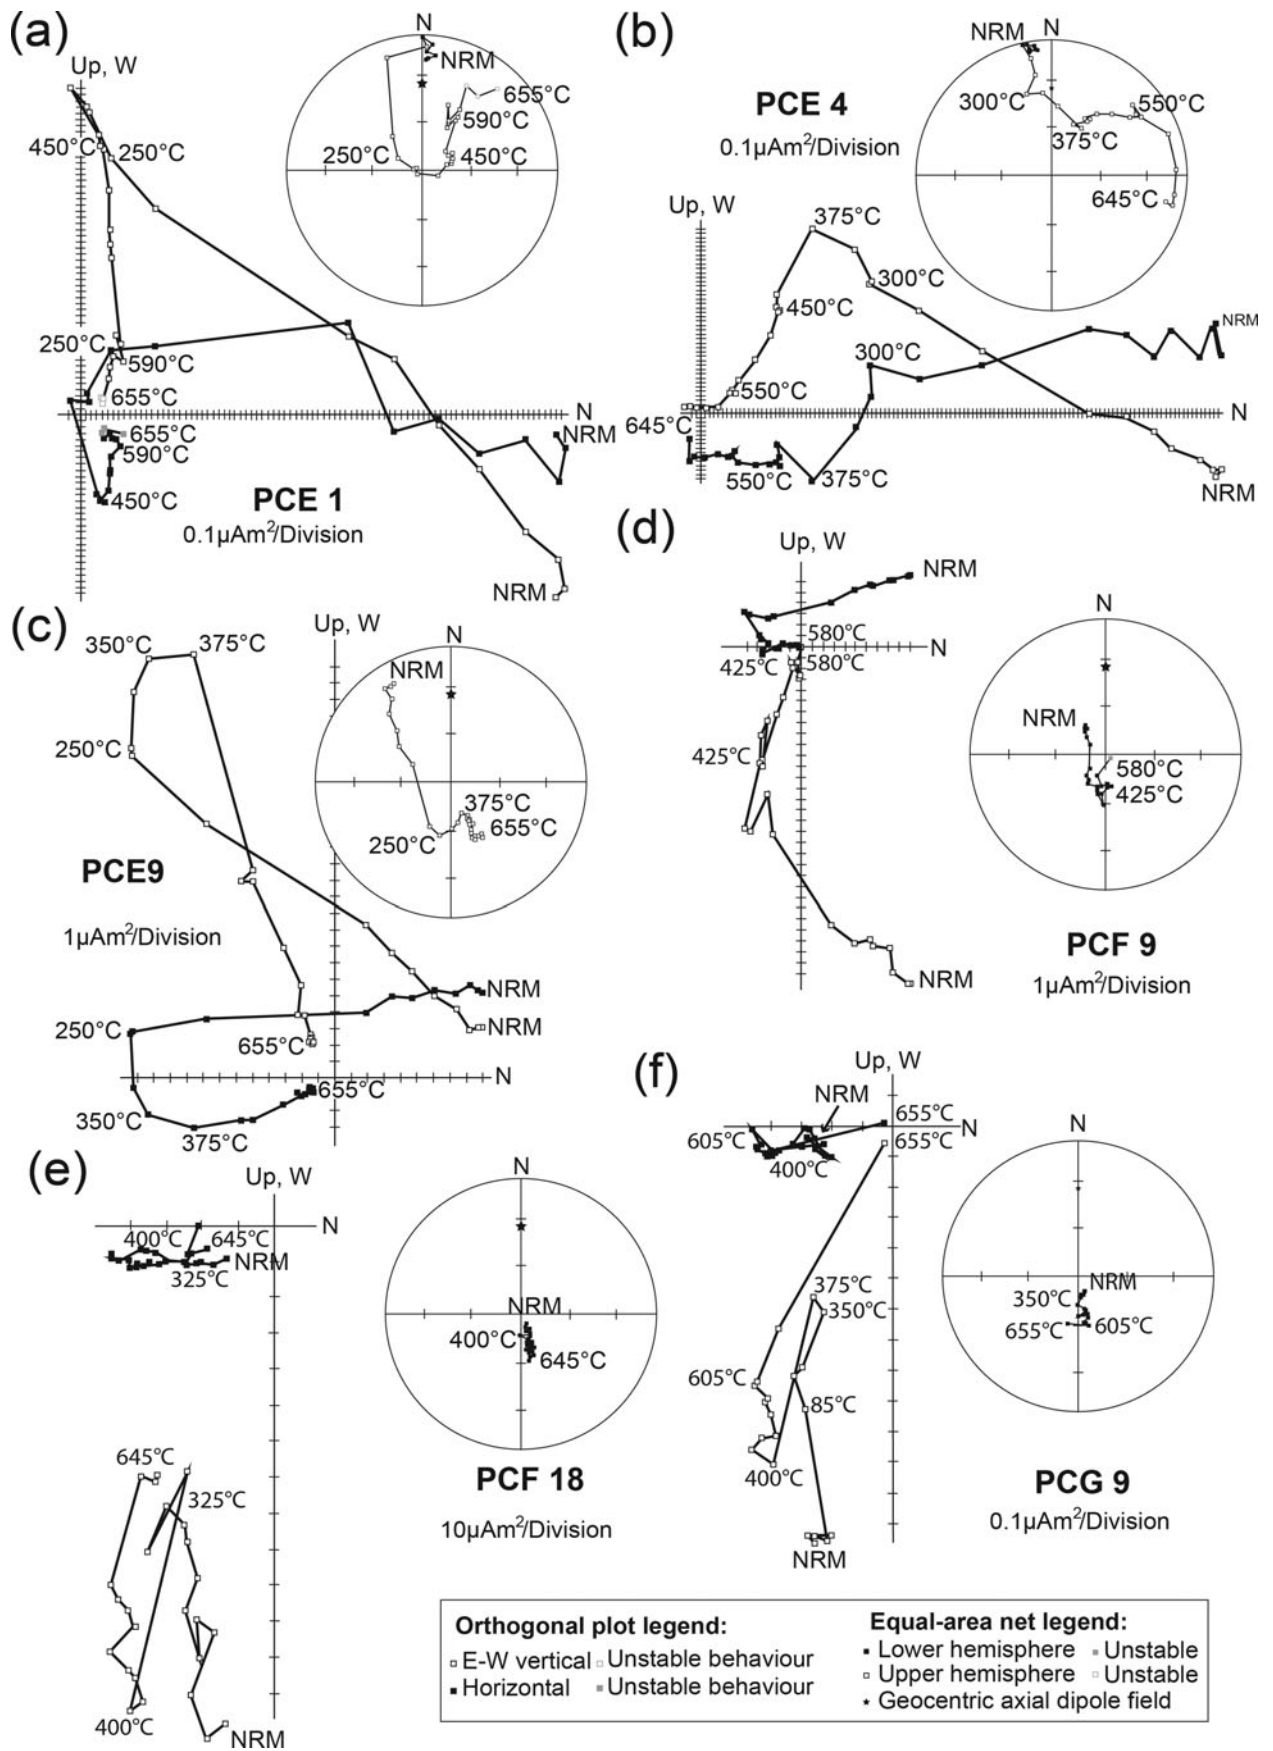 (a)
Up, W
450°C
250°C
250°C
590°C
655°C
655°C
590°C
450°C
N
NRM
NRM
PCE 1
0.1µAm²/Division
N
NRM
655°C
590°C
450°C
250°C
(b)
PCE 4
0.1µAm²/Division
N
NRM
300°C
550°C
375°C
645°C
Up, W
375°C
300°C
450°C
300°C
550°C
645°C
550°C
375°C
NRM
N
NRM
(c)
Up, W
350°C
375°C
250°C
PCE9
1µAm²/Division
N
NRM
250°C
375°C
655°C
NRM
NRM
250°C
655°C
N
655°C
350°C
375°C
(d)
Up, W
NRM
N
580°C
425°C
580°C
425°C
NRM
N
NRM
580°C
425°C
PCF 9
1µAm²/Division
(e)
Up, W
N
400°C
645°C
NRM
325°C
645°C
325°C
400°C
NRM
N
NRM
400°C
645°C
PCF 18
10µAm²/Division
(f)
Up, W
NRM
655°C
N
605°C
655°C
400°C
375°C
350°C
605°C
85°C
400°C
NRM
N
NRM
350°C
655°C
605°C
PCG 9
0.1µAm²/Division
Orthogonal plot legend:
E-W vertical Unstable behaviour
Horizontal Unstable behaviour
Equal-area net legend:
Lower hemisphere Unstable
Upper hemisphere Unstable
Geocentric axial dipole field